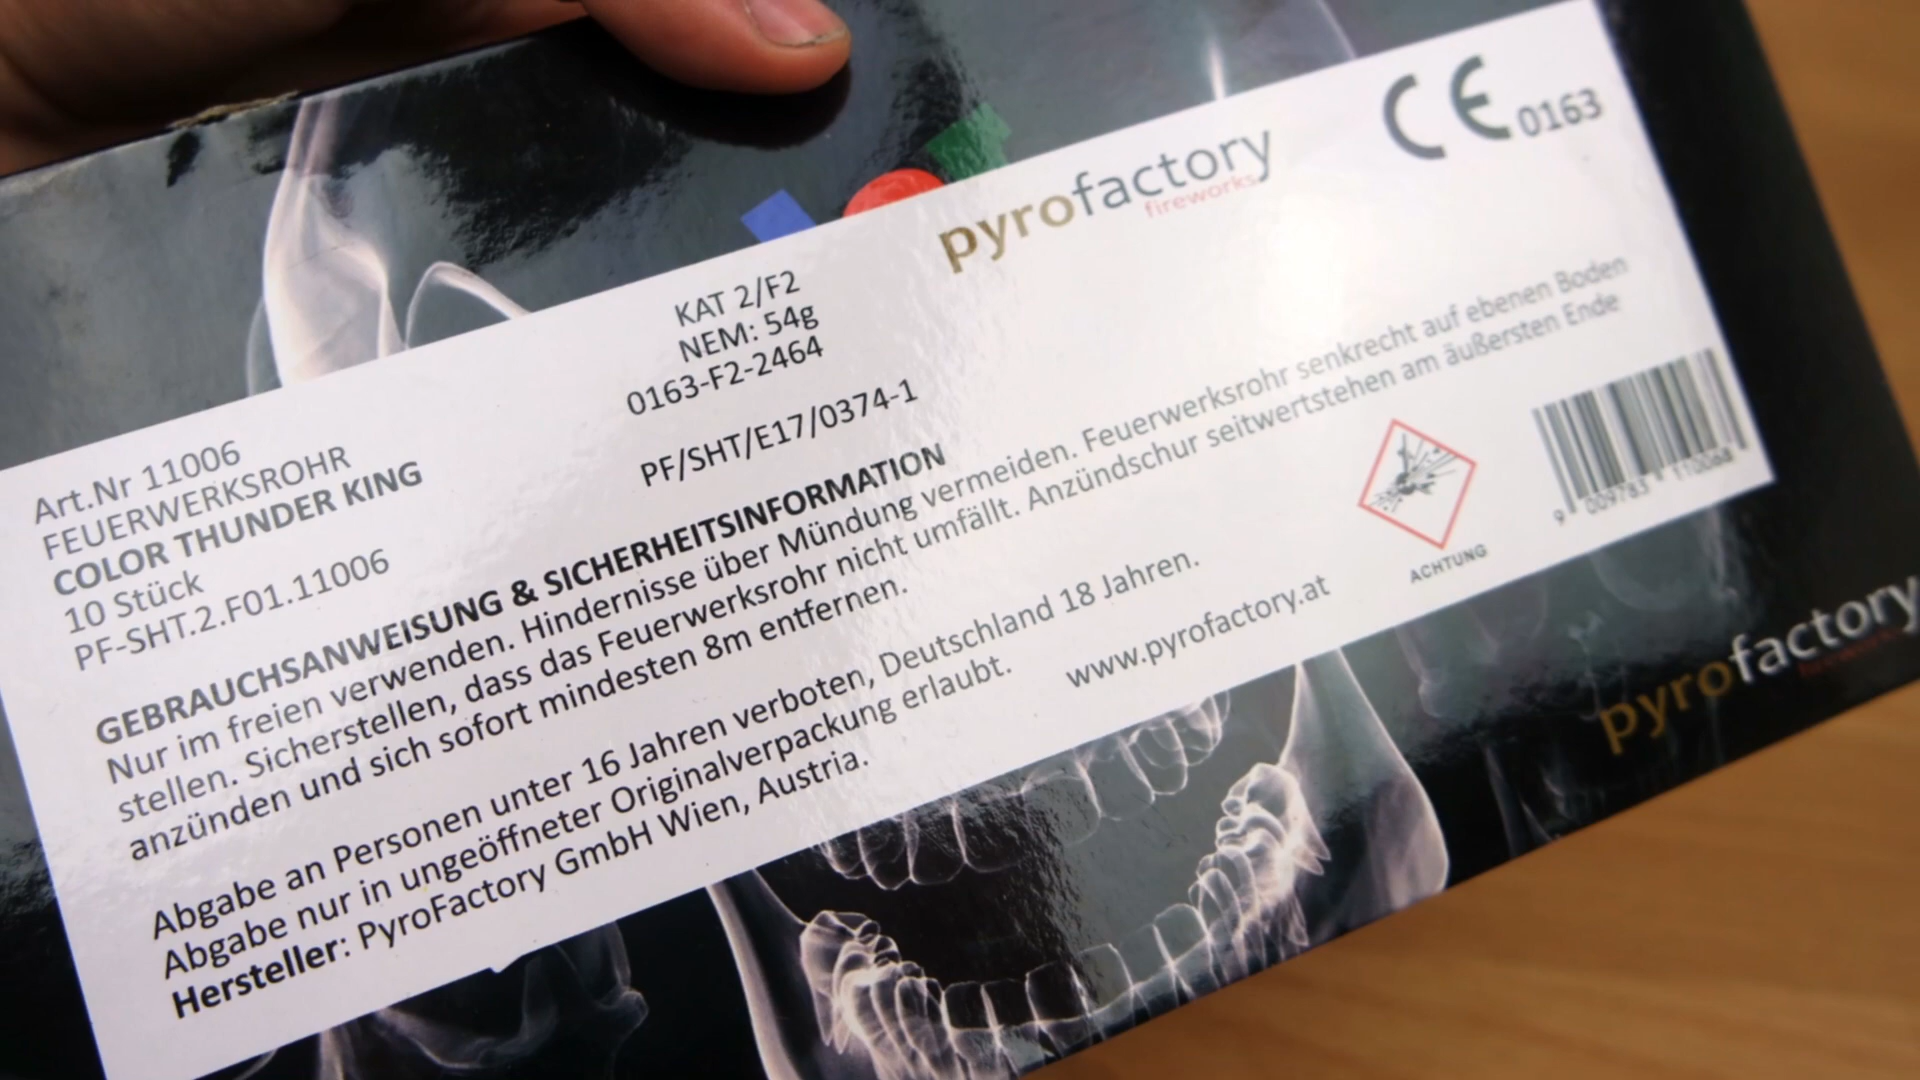 CE 0163
pyrofactory
fireworks
KAT 2/F2
NEM: 54g
0163-F2-2464
PF/SHT/E17/0374-1
Art.Nr 11006
FEUERWERKSROHR
COLOR THUNDER KING
10 Stück
PF-SHT.2.F01.11006
GEBRAUCHSANWEISUNG & SICHERHEITSINFORMATION
Nur im freien verwenden. Hindernisse über Mündung vermeiden. Feuerwerksrohr senkrecht auf ebenen Boden
stellen. Sicherstellen, dass das Feuerwerksrohr nicht umfällt. Anzündschur seitwertstehen am äußersten Ende
anzünden und sich sofort mindesten 8m entfernen.
Abgabe an Personen unter 16 Jahren verboten, Deutschland 18 Jahren.
Abgabe nur in ungeöffneter Originalverpackung erlaubt.
Hersteller: PyroFactory GmbH Wien, Austria.
www.pyrofactory.at
ACHTUNG
9 009783 110068
pyrofactory